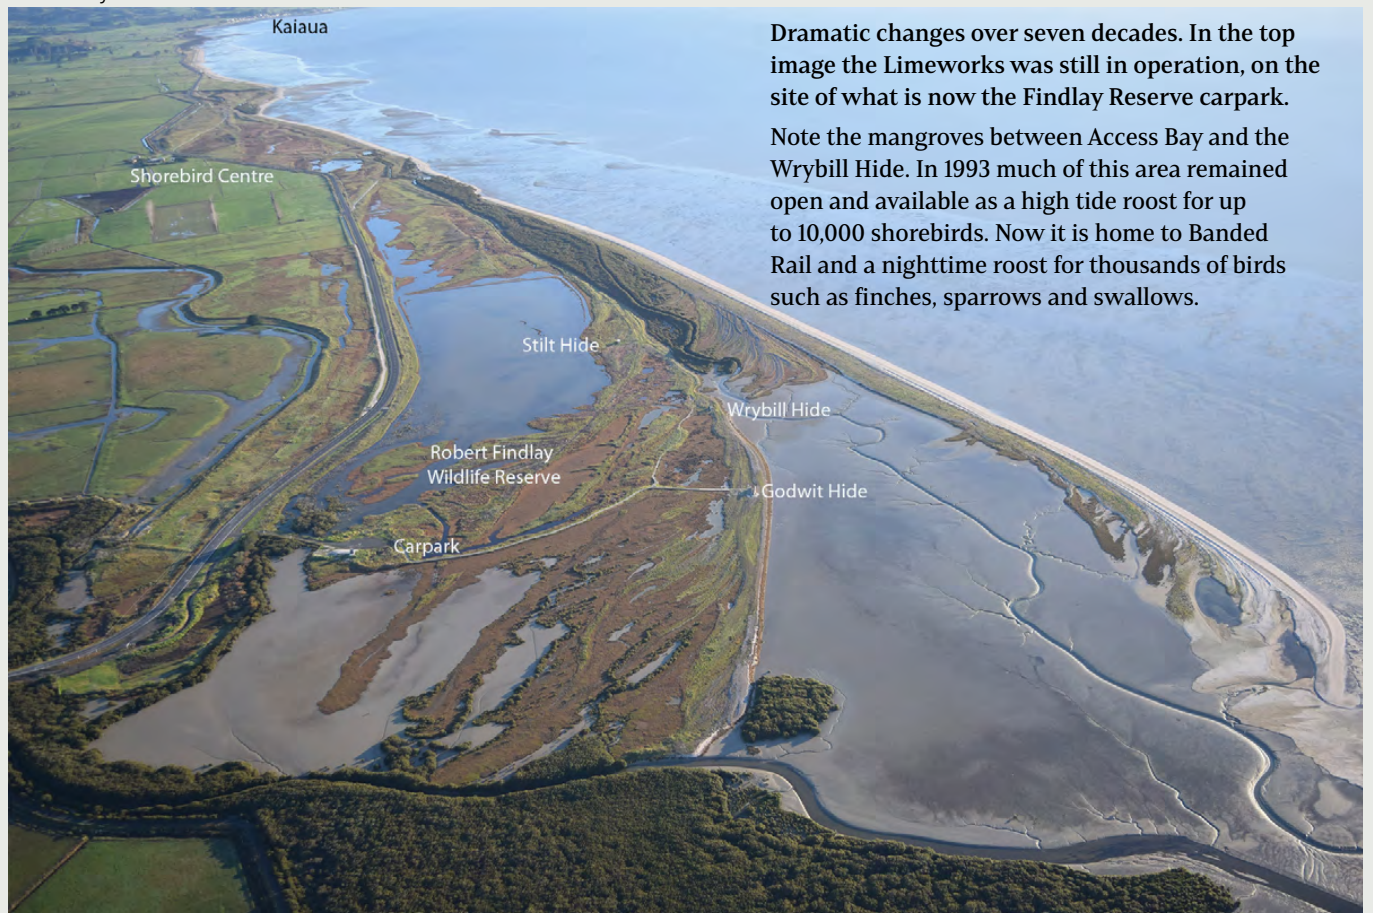 Kaiaua
Dramatic changes over seven decades. In the top
image the Limeworks was still in operation, on the
site of what is now the Findlay Reserve carpark.
Note the mangroves between Access Bay and the
Wrybill Hide. In 1993 much of this area remained
open and available as a high tide roost for up
to 10,000 shorebirds. Now it is home to Banded
Rail and a nighttime roost for thousands of birds
such as finches, sparrows and swallows.
Shorebird Centre
Stilt Hide
Wrybill Hide
Robert Findlay
Wildlife Reserve
Godwit Hide
Carpark